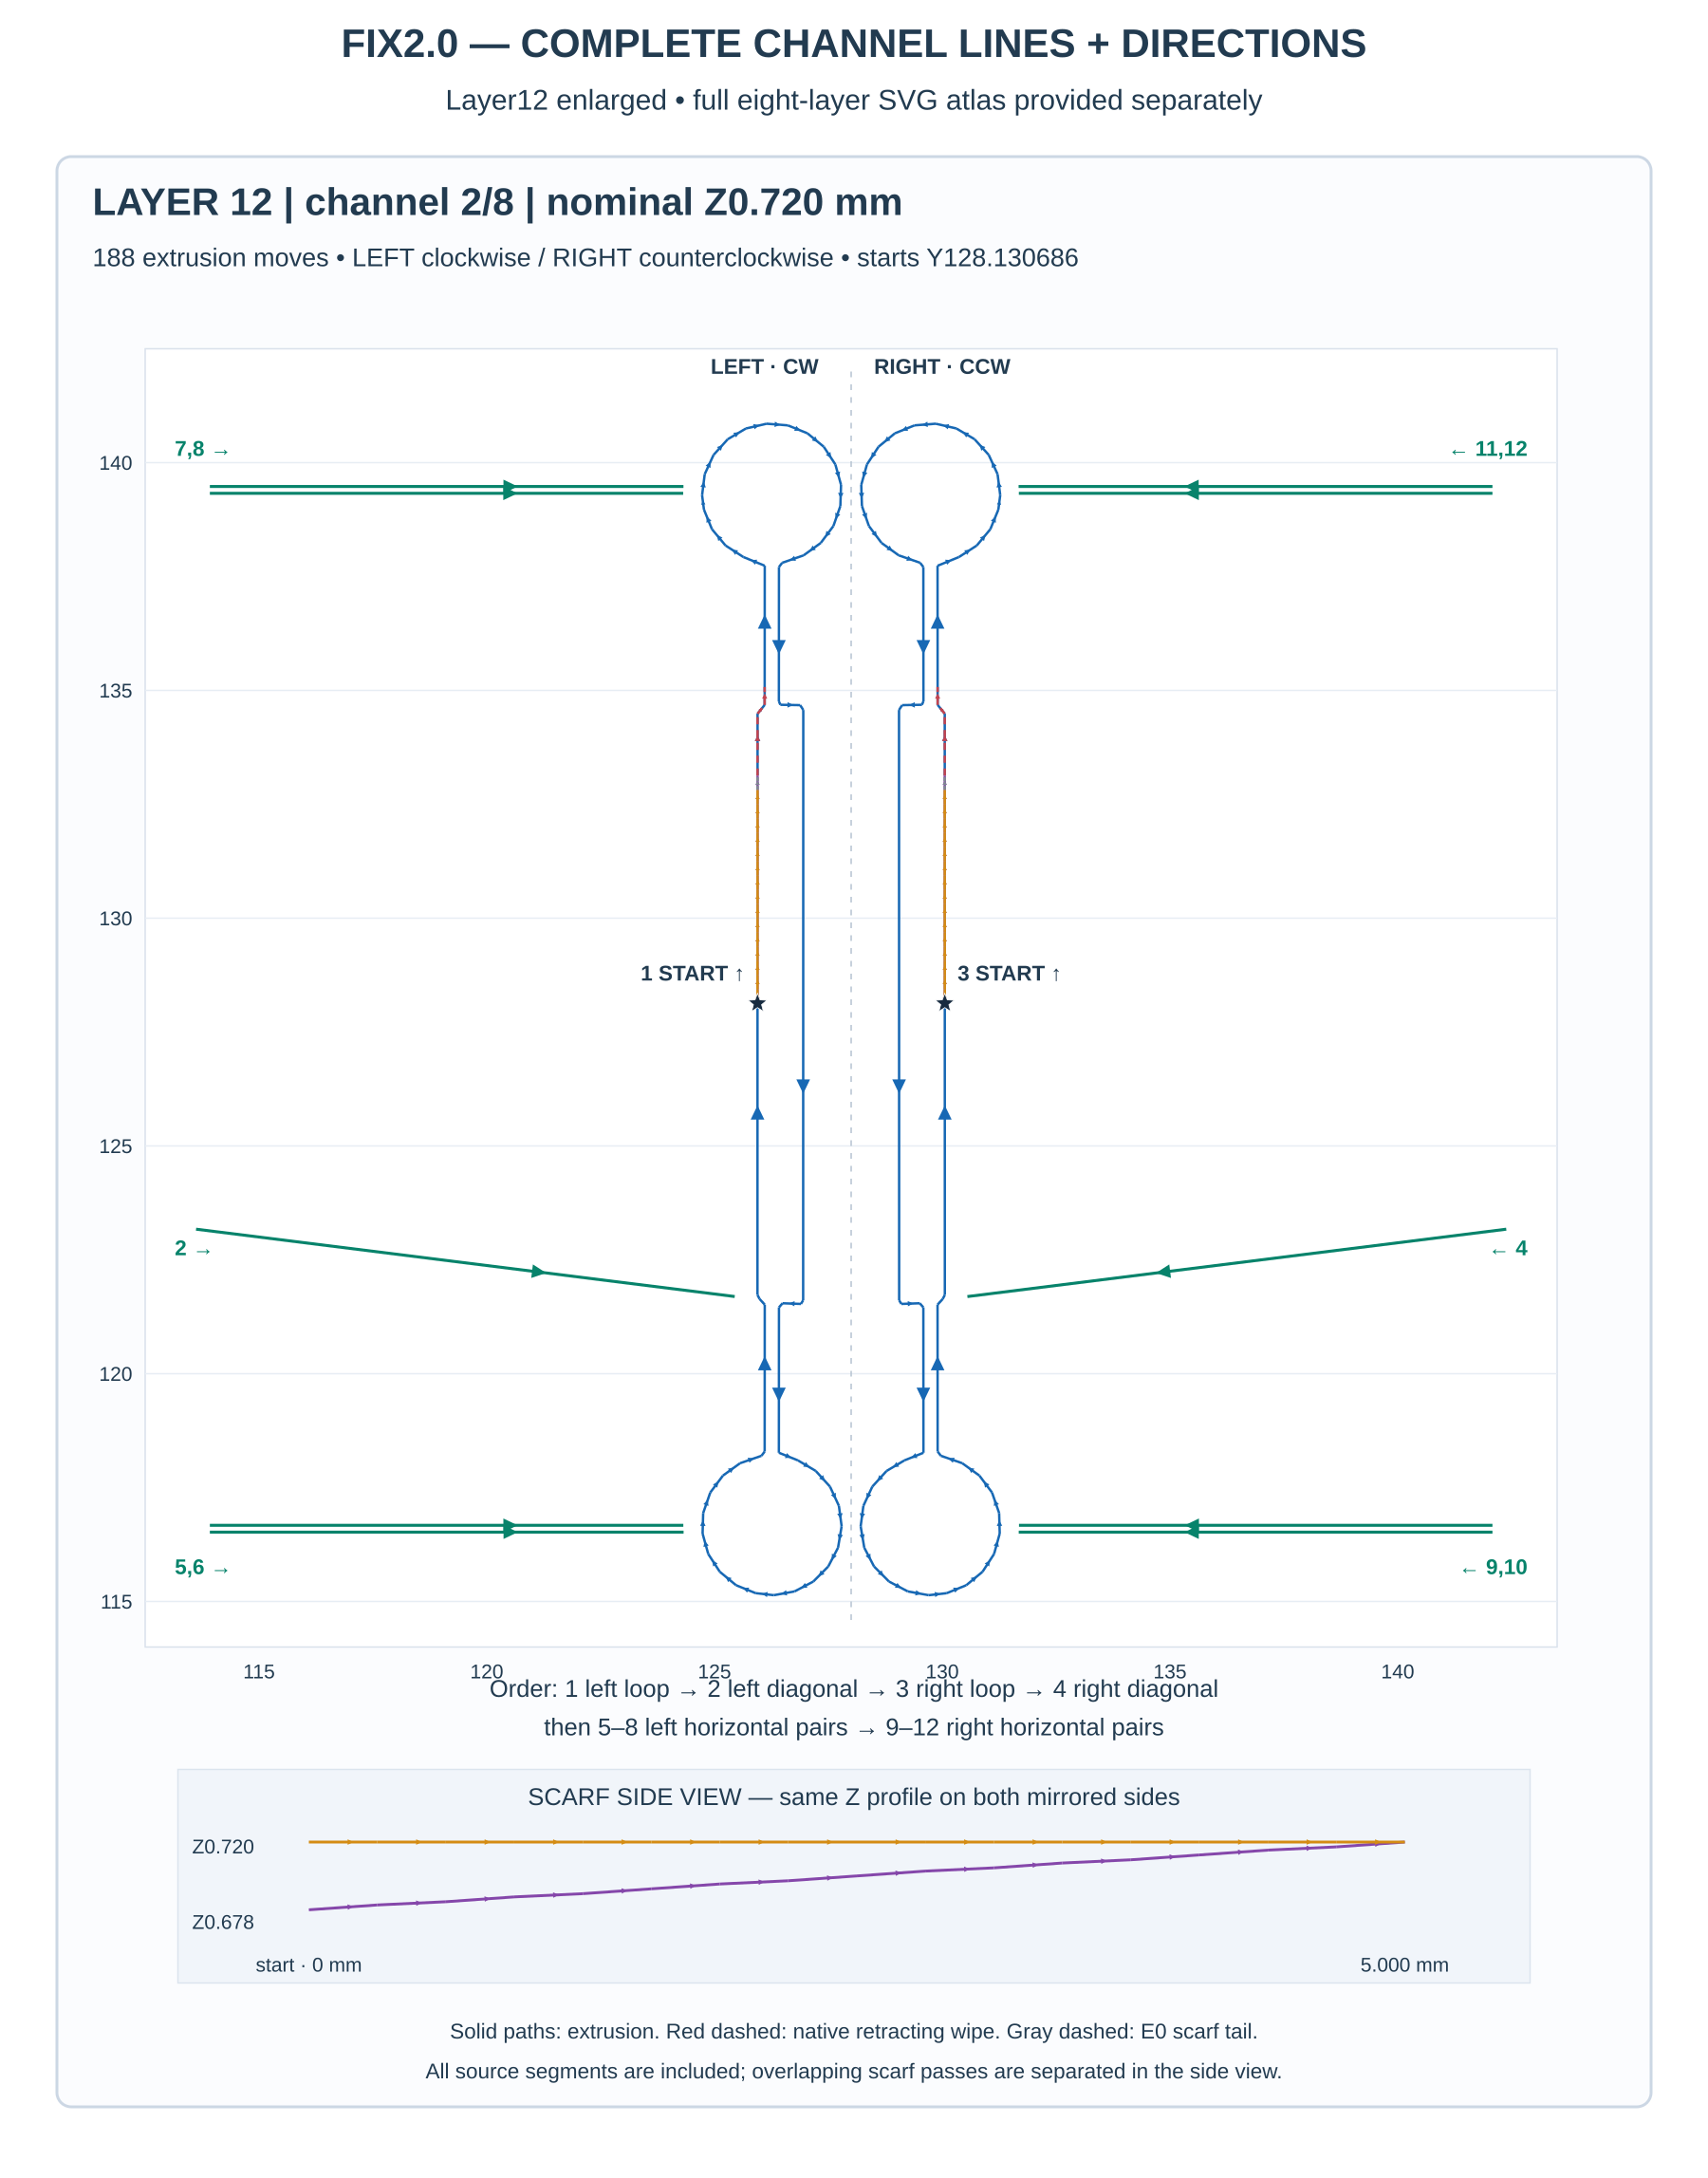 FIX2.0 — COMPLETE CHANNEL LINES + DIRECTIONS
Layer12 enlarged • full eight-layer SVG atlas provided separately
LAYER 12 | channel 2/8 | nominal Z0.720 mm
188 extrusion moves • LEFT clockwise / RIGHT counterclockwise • starts Y128.130686
LEFT · CW RIGHT · CCW
7,8 → ← 11,12
140
135
130
1 START ↑ 3 START ↑
125
2 → ← 4
120
5,6 → ← 9,10
115
115 120 125 130 135 140
Order: 1 left loop → 2 left diagonal → 3 right loop → 4 right diagonal
then 5–8 left horizontal pairs → 9–12 right horizontal pairs
SCARF SIDE VIEW — same Z profile on both mirrored sides
Z0.720
Z0.678
start · 0 mm 5.000 mm
Solid paths: extrusion. Red dashed: native retracting wipe. Gray dashed: E0 scarf tail.
All source segments are included; overlapping scarf passes are separated in the side view.